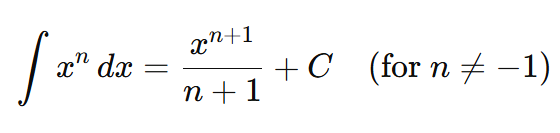 ∫ xⁿ dx = xⁿ⁺¹/(n + 1) + C (for n ≠ −1)